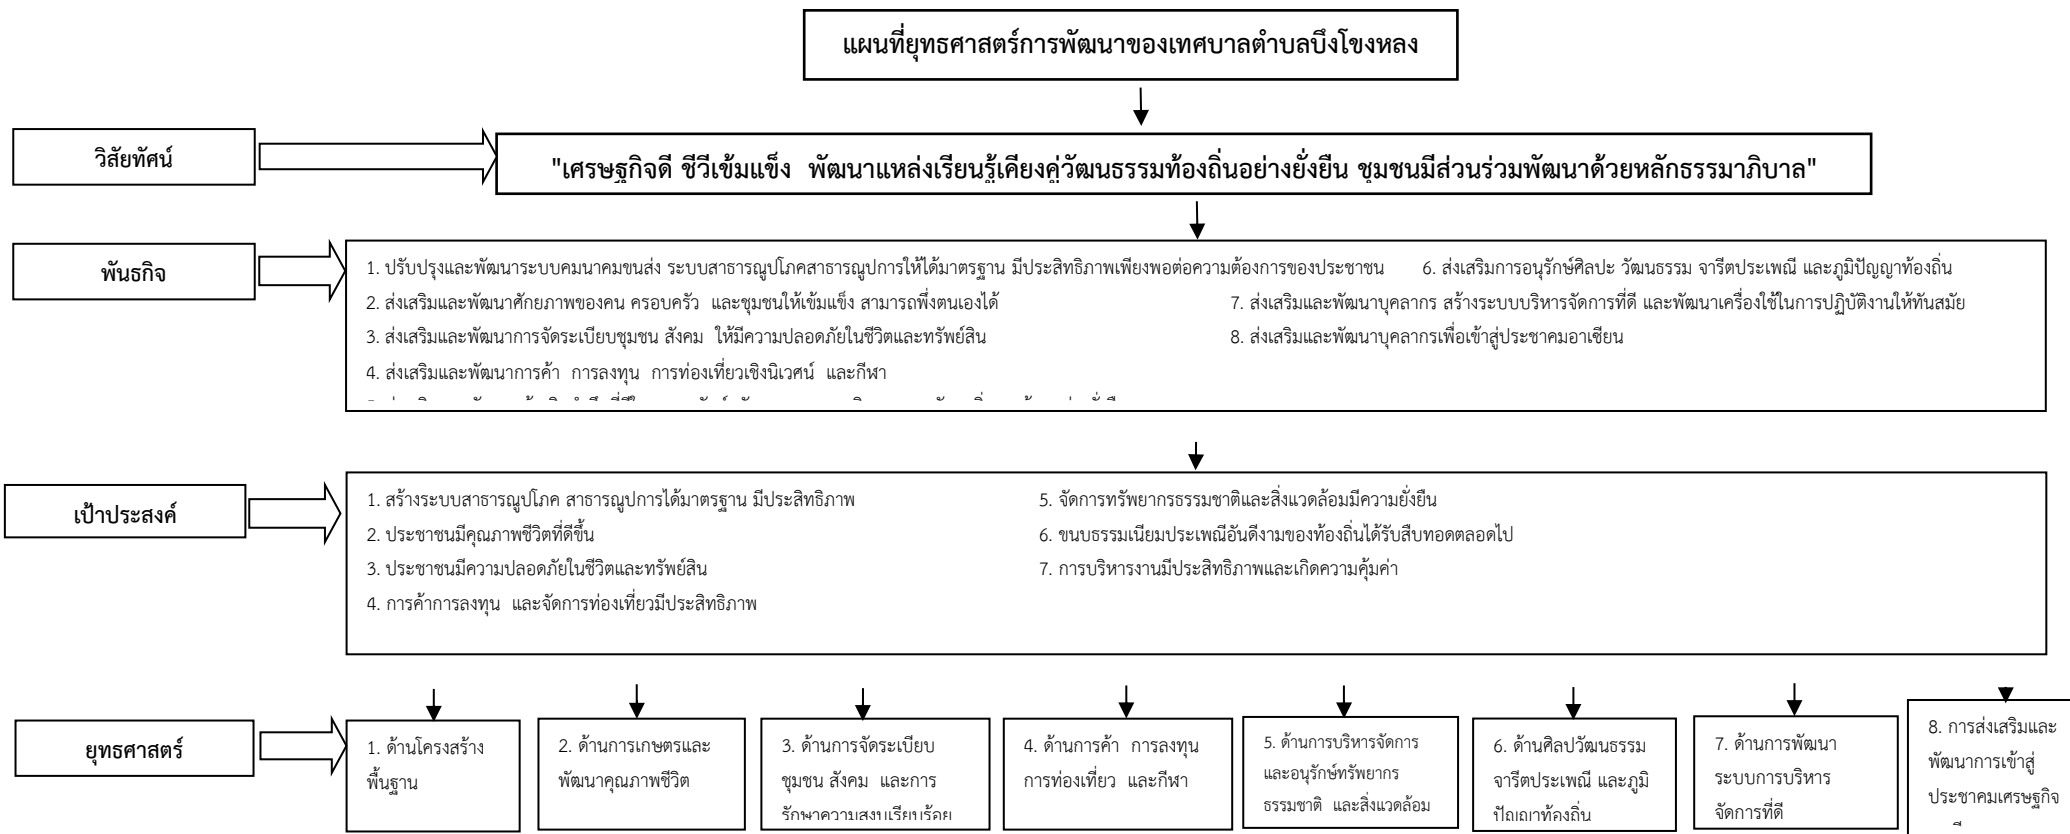 แผนที่ยุทธศาสตร์การพัฒนาของเทศบาลตำบลบึงโขงหลง
วิสัยทัศน์
"เศรษฐกิจดี ชีวีเข้มแข็ง พัฒนาแหล่งเรียนรู้เคียงคู่วัฒนธรรมท้องถิ่นอย่างยั่งยืน ชุมชนมีส่วนร่วมพัฒนาด้วยหลักธรรมาภิบาล"
พันธกิจ
1. ปรับปรุงและพัฒนาระบบคมนาคมขนส่ง ระบบสาธารณูปโภคสาธารณูปการให้ได้มาตรฐาน มีประสิทธิภาพเพียงพอต่อความต้องการของประชาชน 6. ส่งเสริมการอนุรักษ์ศิลปะ วัฒนธรรม จารีตประเพณี และภูมิปัญญาท้องถิ่น
2. ส่งเสริมและพัฒนาศักยภาพของคน ครอบครัว และชุมชนให้เข้มแข็ง สามารถพึ่งตนเองได้ 7. ส่งเสริมและพัฒนาบุคลากร สร้างระบบบริหารจัดการที่ดี และพัฒนาเครื่องใช้ในการปฏิบัติงานให้ทันสมัย
3. ส่งเสริมและพัฒนาการจัดระเบียบชุมชน สังคม ให้มีความปลอดภัยในชีวิตและทรัพย์สิน 8. ส่งเสริมและพัฒนาบุคลากรเพื่อเข้าสู่ประชาคมอาเซียน
4. ส่งเสริมและพัฒนาการค้า การลงทุน การท่องเที่ยวเชิงนิเวศน์ และกีฬา
เป้าประสงค์
1. สร้างระบบสาธารณูปโภค สาธารณูปการได้มาตรฐาน มีประสิทธิภาพ
2. ประชาชนมีคุณภาพชีวิตที่ดีขึ้น
3. ประชาชนมีความปลอดภัยในชีวิตและทรัพย์สิน
4. การค้าการลงทุน และจัดการท่องเที่ยวมีประสิทธิภาพ
5. จัดการทรัพยากรธรรมชาติและสิ่งแวดล้อมมีความยั่งยืน
6. ขนบธรรมเนียมประเพณีอันดีงามของท้องถิ่นได้รับสืบทอดตลอดไป
7. การบริหารงานมีประสิทธิภาพและเกิดความคุ้มค่า
ยุทธศาสตร์
1. ด้านโครงสร้าง
พื้นฐาน
2. ด้านการเกษตรและ
พัฒนาคุณภาพชีวิต
3. ด้านการจัดระเบียบ
ชุมชน สังคม และการ
รักษาความสงบเรียบร้อย
4. ด้านการค้า การลงทุน
การท่องเที่ยว และกีฬา
5. ด้านการบริหารจัดการ
และอนุรักษ์ทรัพยากร
ธรรมชาติ และสิ่งแวดล้อม
6. ด้านศิลปวัฒนธรรม
จารีตประเพณี และภูมิ
ปัญญาท้องถิ่น
7. ด้านการพัฒนา
ระบบการบริหาร
จัดการที่ดี
8. การส่งเสริมและ
พัฒนาการเข้าสู่
ประชาคมเศรษฐกิจ